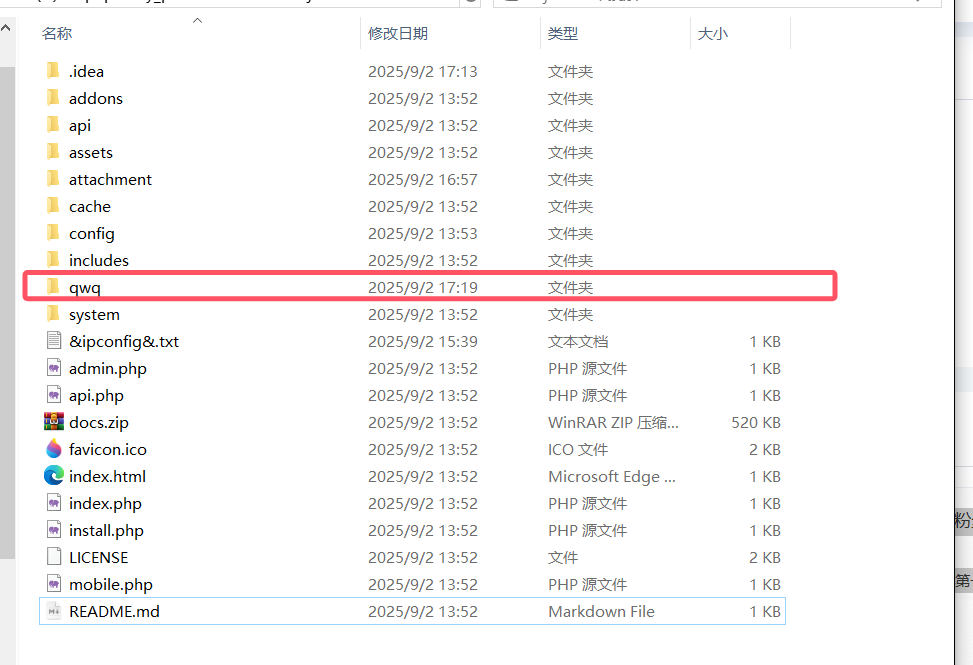 名称 修改日期 类型 大小
.idea 2025/9/2 17:13 文件夹
addons 2025/9/2 13:52 文件夹
api 2025/9/2 13:52 文件夹
assets 2025/9/2 13:52 文件夹
attachment 2025/9/2 16:57 文件夹
cache 2025/9/2 13:52 文件夹
config 2025/9/2 13:53 文件夹
includes 2025/9/2 13:52 文件夹
qwq 2025/9/2 17:19 文件夹
system 2025/9/2 13:52 文件夹
&ipconfig&.txt 2025/9/2 15:39 文本文档 1 KB
admin.php 2025/9/2 13:52 PHP 源文件 1 KB
api.php 2025/9/2 13:52 PHP 源文件 1 KB
docs.zip 2025/9/2 13:52 WinRAR ZIP 压缩... 520 KB
favicon.ico 2025/9/2 13:52 ICO 文件 2 KB
index.html 2025/9/2 13:52 Microsoft Edge ... 1 KB
index.php 2025/9/2 13:52 PHP 源文件 1 KB
install.php 2025/9/2 13:52 PHP 源文件 1 KB
LICENSE 2025/9/2 13:52 文件 2 KB
mobile.php 2025/9/2 13:52 PHP 源文件 1 KB
README.md 2025/9/2 13:52 Markdown File 1 KB
粉
第